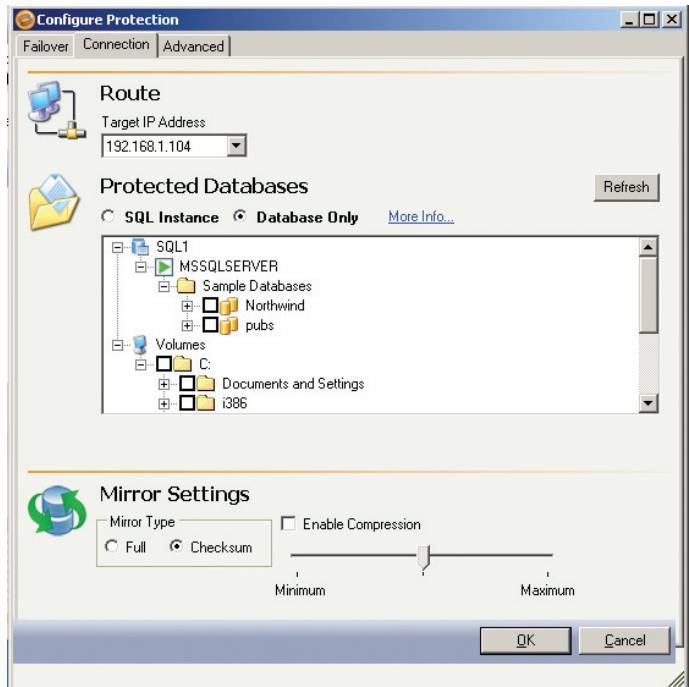 Configure Protection
Failover Connection Advanced
Route
Target IP Address
192.168.1.104
Protected Databases
Refresh
SQL Instance Database Only More Info...
SQL1
MSSQLSERVER
Sample Databases
Northwind
pubs
Volumes
C:
Documents and Settings
i386
Mirror Settings
Mirror Type
Enable Compression
Full Checksum
Minimum Maximum
OK Cancel